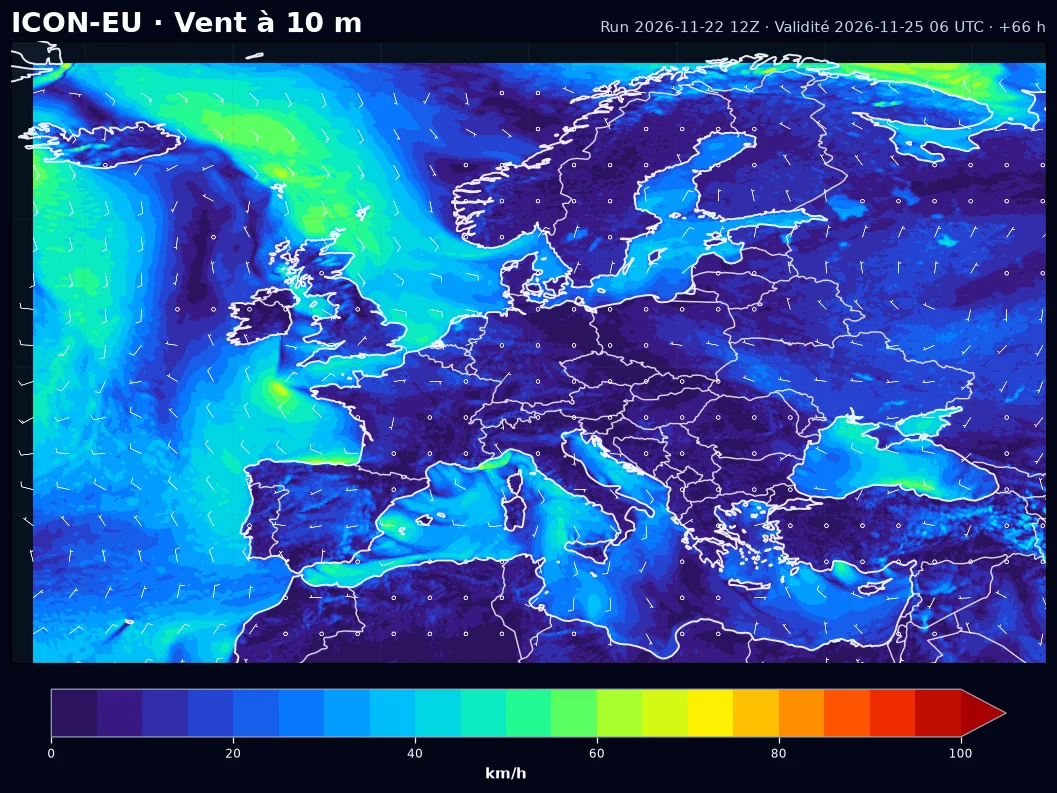 ICON-EU · Vent à 10 m
Run 2026-11-22 12Z · Validité 2026-11-25 06 UTC · +66 h
0 20 40 60 80 100
km/h